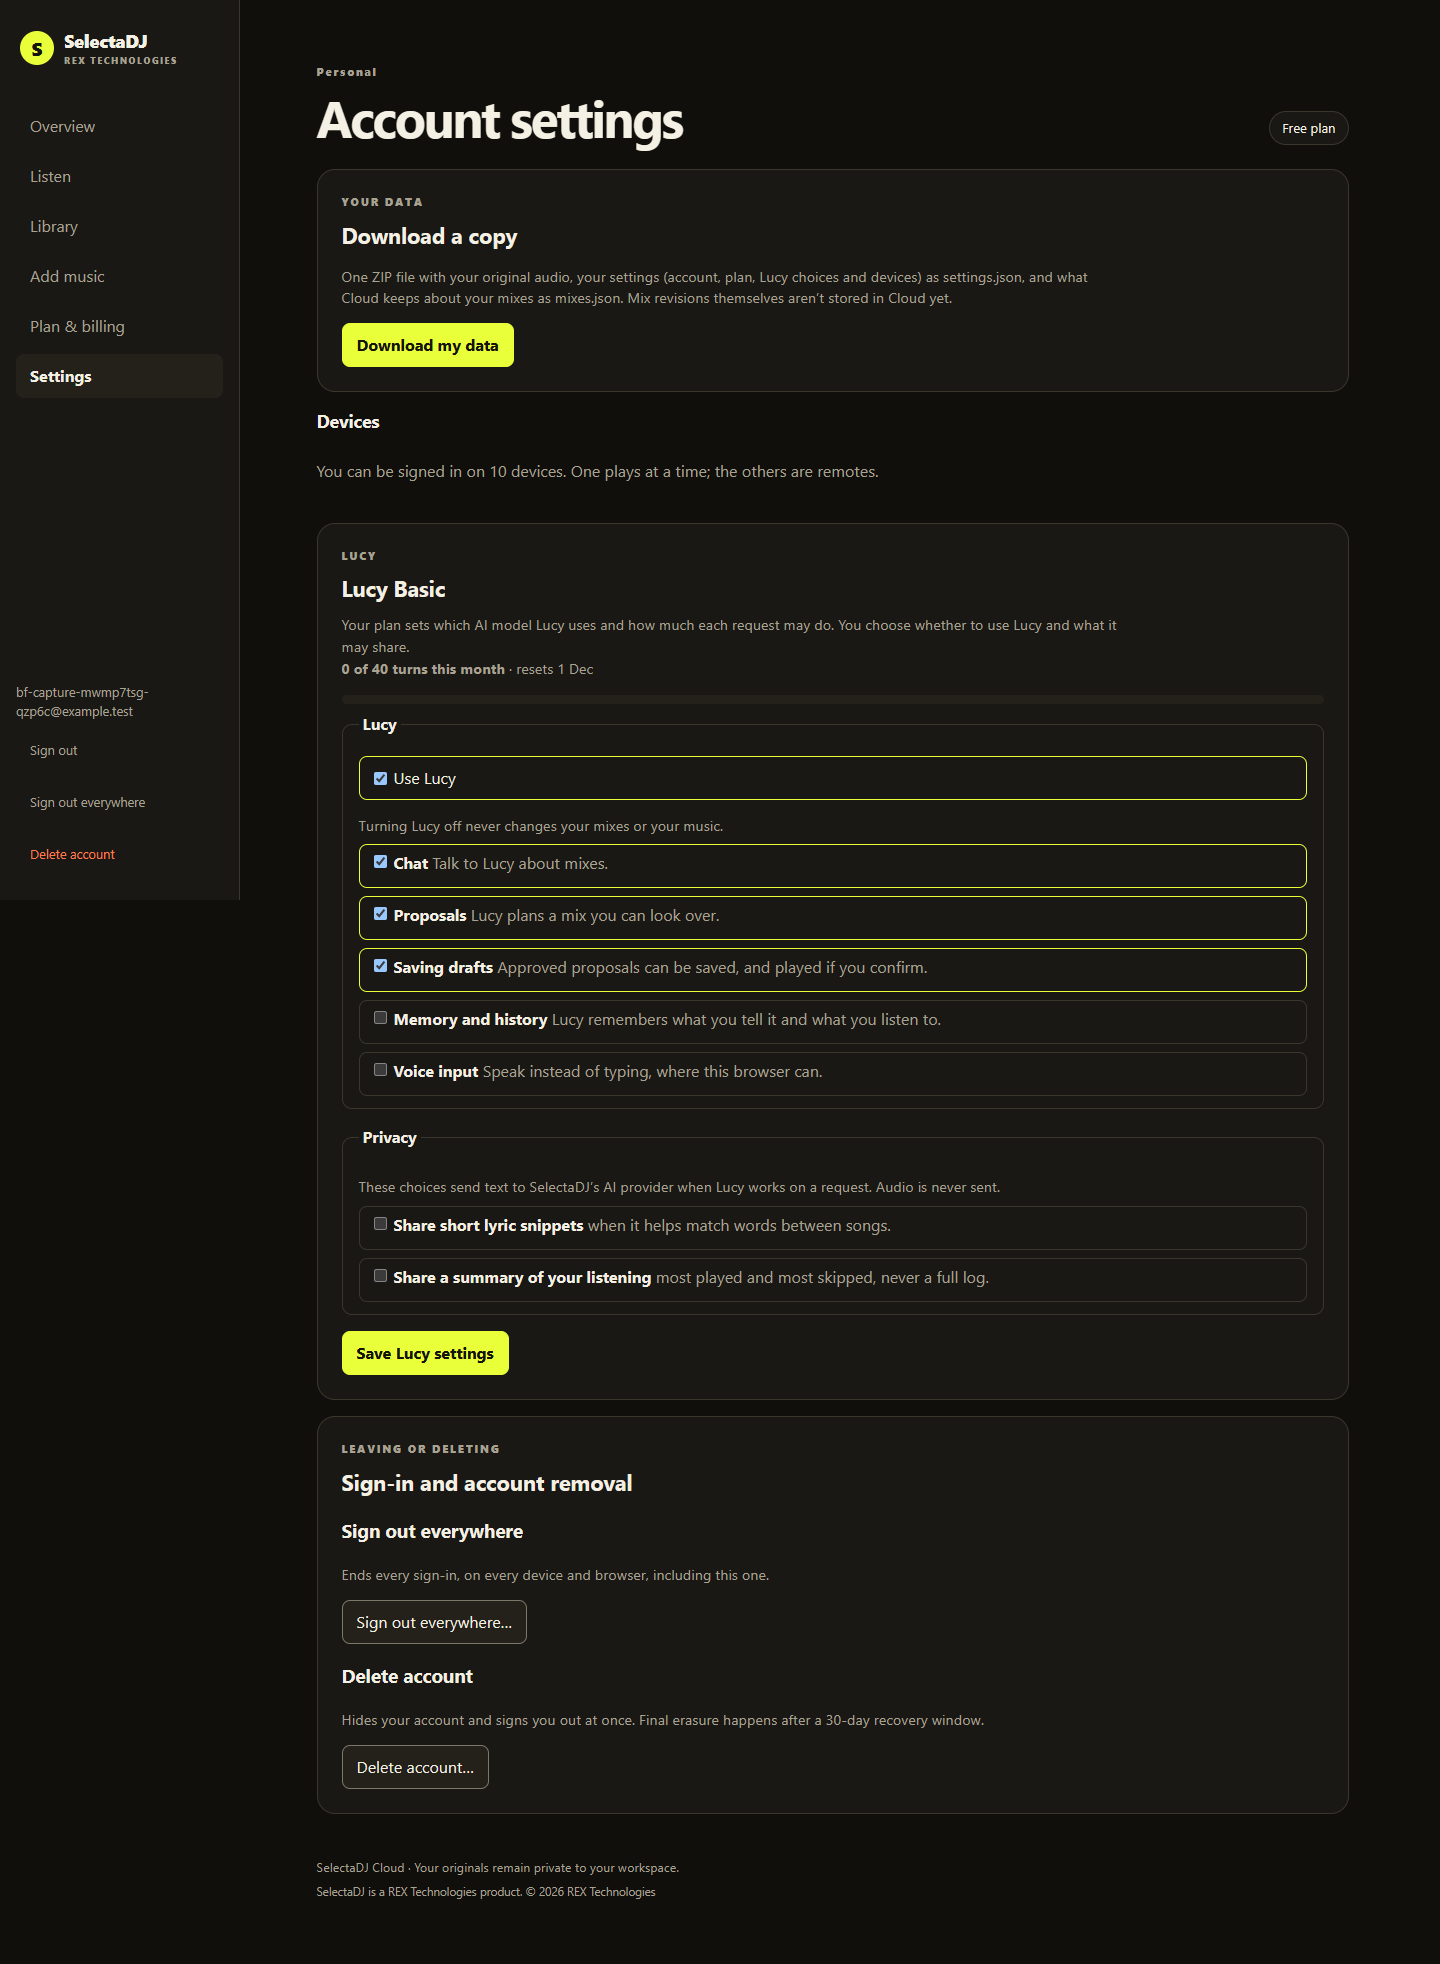 S
SelectaDJ
REX TECHNOLOGIES
Overview
Listen
Library
Add music
Plan & billing
Settings
bf-capture-mwmp7tsg-
qzp6c@example.test
Sign out
Sign out everywhere
Delete account
Personal
Account settings
Free plan
YOUR DATA
Download a copy
One ZIP file with your original audio, your settings (account, plan, Lucy choices and devices) as settings.json, and what
Cloud keeps about your mixes as mixes.json. Mix revisions themselves aren’t stored in Cloud yet.
Download my data
Devices
You can be signed in on 10 devices. One plays at a time; the others are remotes.
LUCY
Lucy Basic
Your plan sets which AI model Lucy uses and how much each request may do. You choose whether to use Lucy and what it
may share.
0 of 40 turns this month · resets 1 Dec
Lucy
Use Lucy
Turning Lucy off never changes your mixes or your music.
Chat Talk to Lucy about mixes.
Proposals Lucy plans a mix you can look over.
Saving drafts Approved proposals can be saved, and played if you confirm.
Memory and history Lucy remembers what you tell it and what you listen to.
Voice input Speak instead of typing, where this browser can.
Privacy
These choices send text to SelectaDJ’s AI provider when Lucy works on a request. Audio is never sent.
Share short lyric snippets when it helps match words between songs.
Share a summary of your listening most played and most skipped, never a full log.
Save Lucy settings
LEAVING OR DELETING
Sign-in and account removal
Sign out everywhere
Ends every sign-in, on every device and browser, including this one.
Sign out everywhere...
Delete account
Hides your account and signs you out at once. Final erasure happens after a 30-day recovery window.
Delete account...
SelectaDJ Cloud · Your originals remain private to your workspace.
SelectaDJ is a REX Technologies product. © 2026 REX Technologies